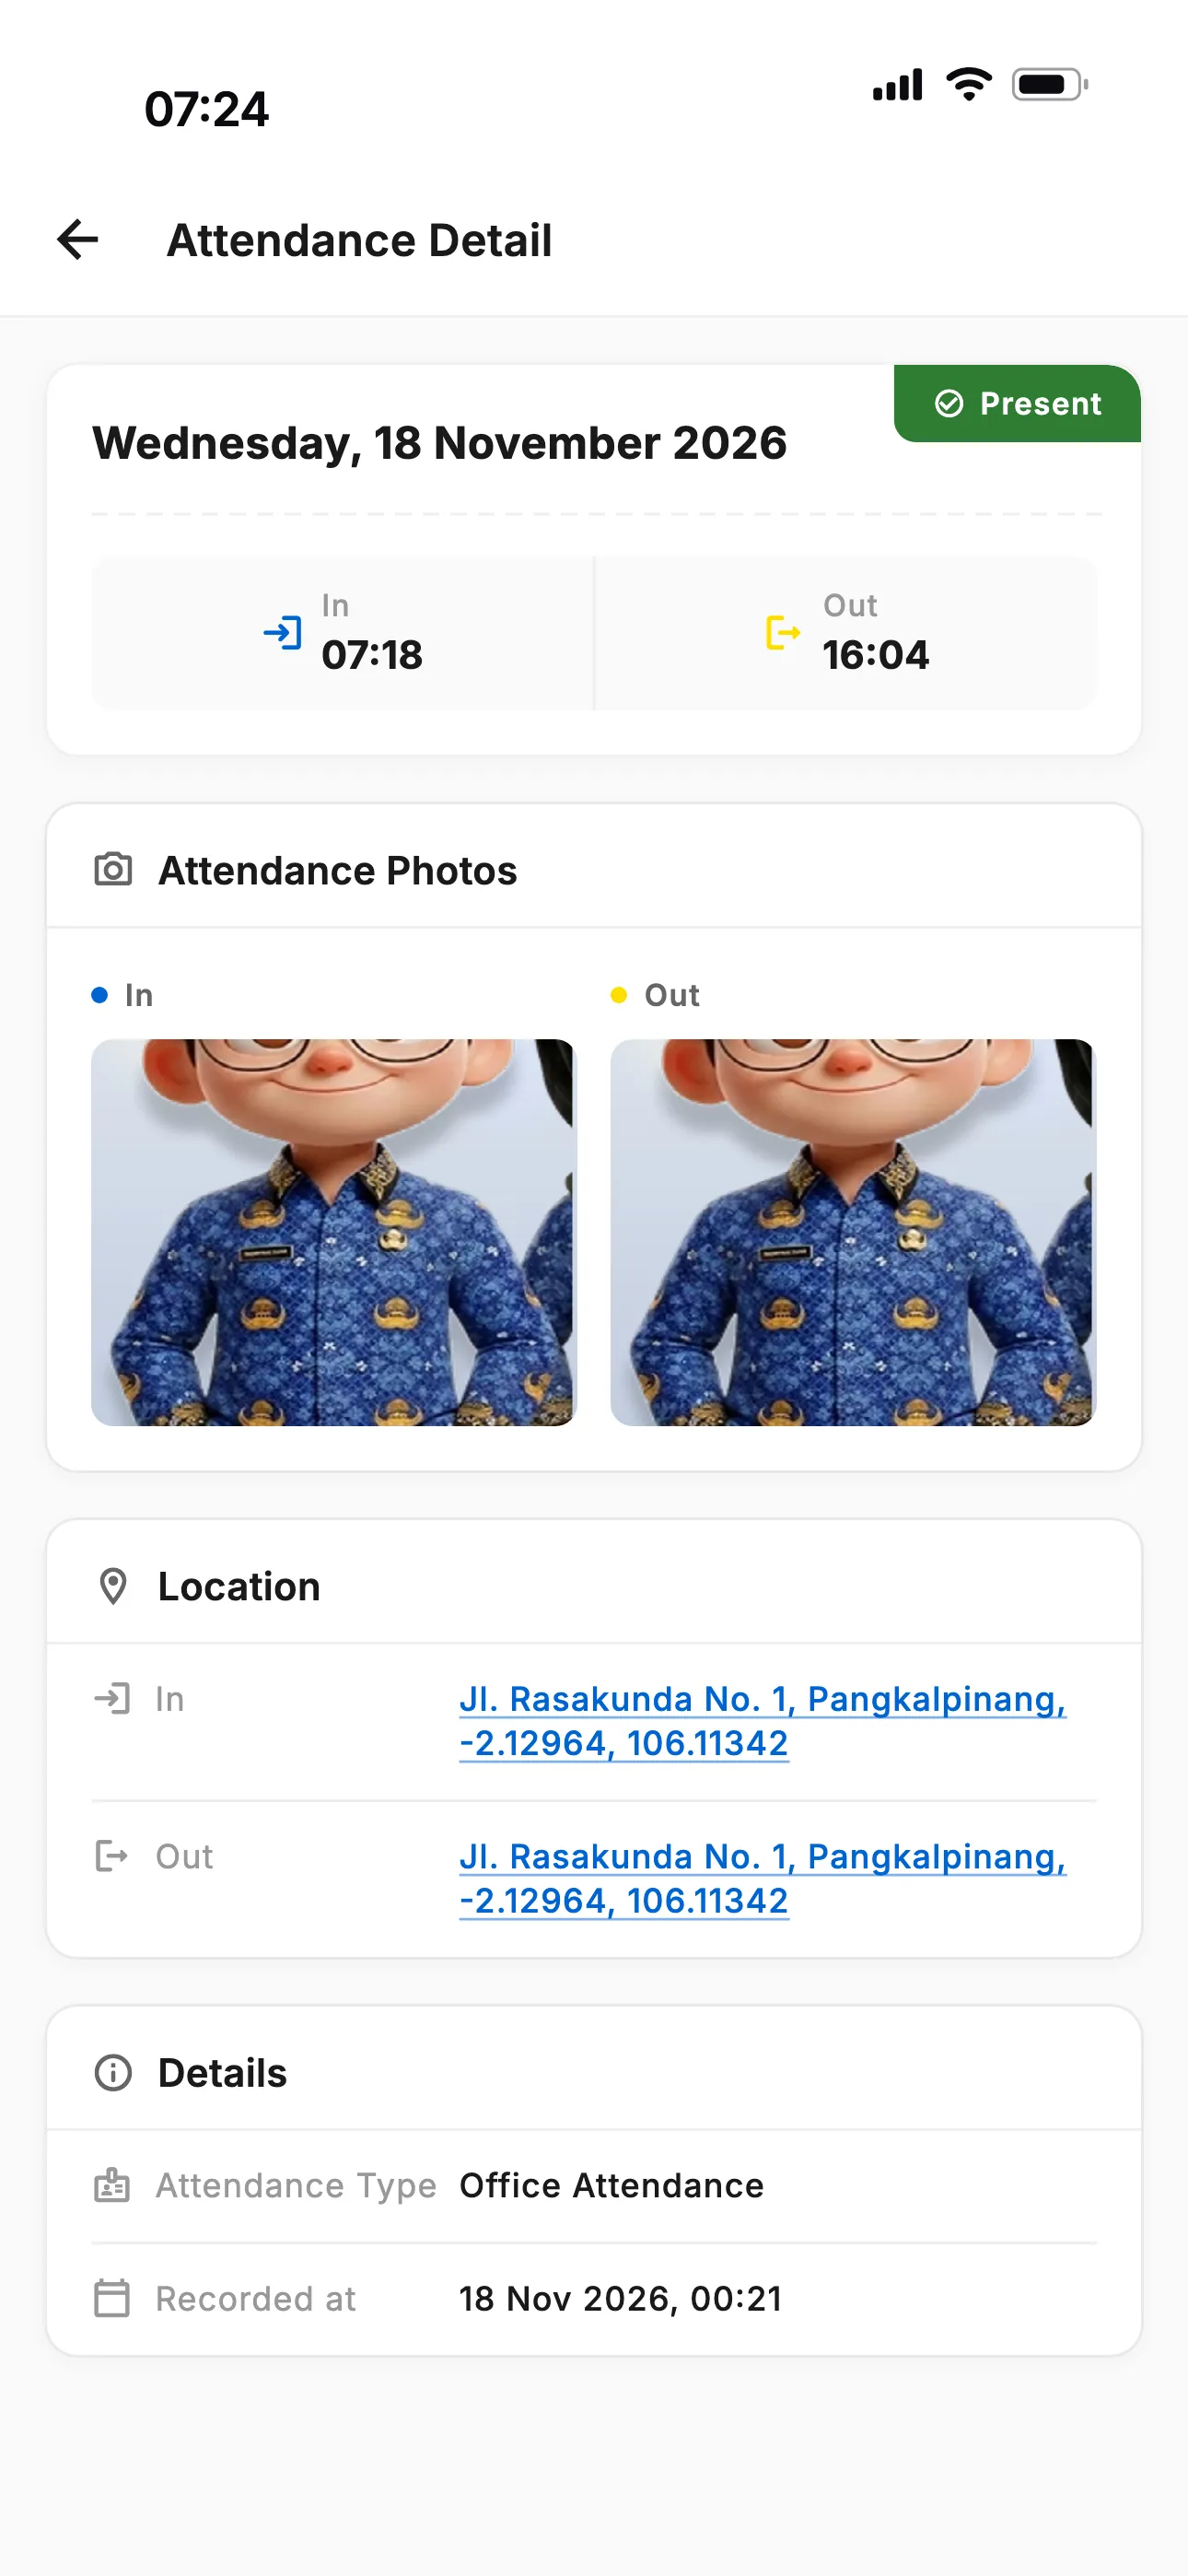 07:24
Attendance Detail
Present
Wednesday, 18 November 2026
In
07:18
Out
16:04
Attendance Photos
In
Out
Location
In
Jl. Rasakunda No. 1, Pangkalpinang,
-2.12964, 106.11342
Out
Jl. Rasakunda No. 1, Pangkalpinang,
-2.12964, 106.11342
Details
Attendance Type Office Attendance
Recorded at 18 Nov 2026, 00:21